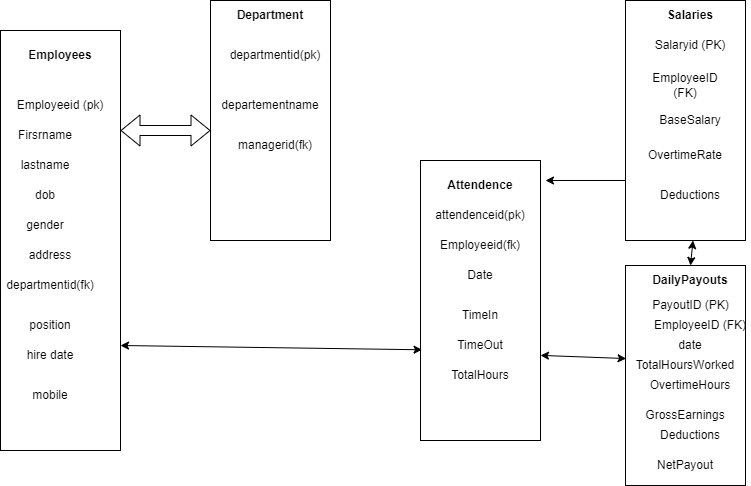 Employees
Employeeid (pk)
Firsrname
lastname
dob
gender
address
departmentid(fk)
position
hire date
mobile
Department
departmentid(pk)
departementname
managerid(fk)
Attendence
attendenceid(pk)
Employeeid(fk)
Date
TimeIn
TimeOut
TotalHours
Salaries
Salaryid (PK)
EmployeeID
(FK)
BaseSalary
OvertimeRate
Deductions
DailyPayouts
PayoutID (PK)
EmployeeID (FK)
date
TotalHoursWorked
OvertimeHours
GrossEarnings
Deductions
NetPayout